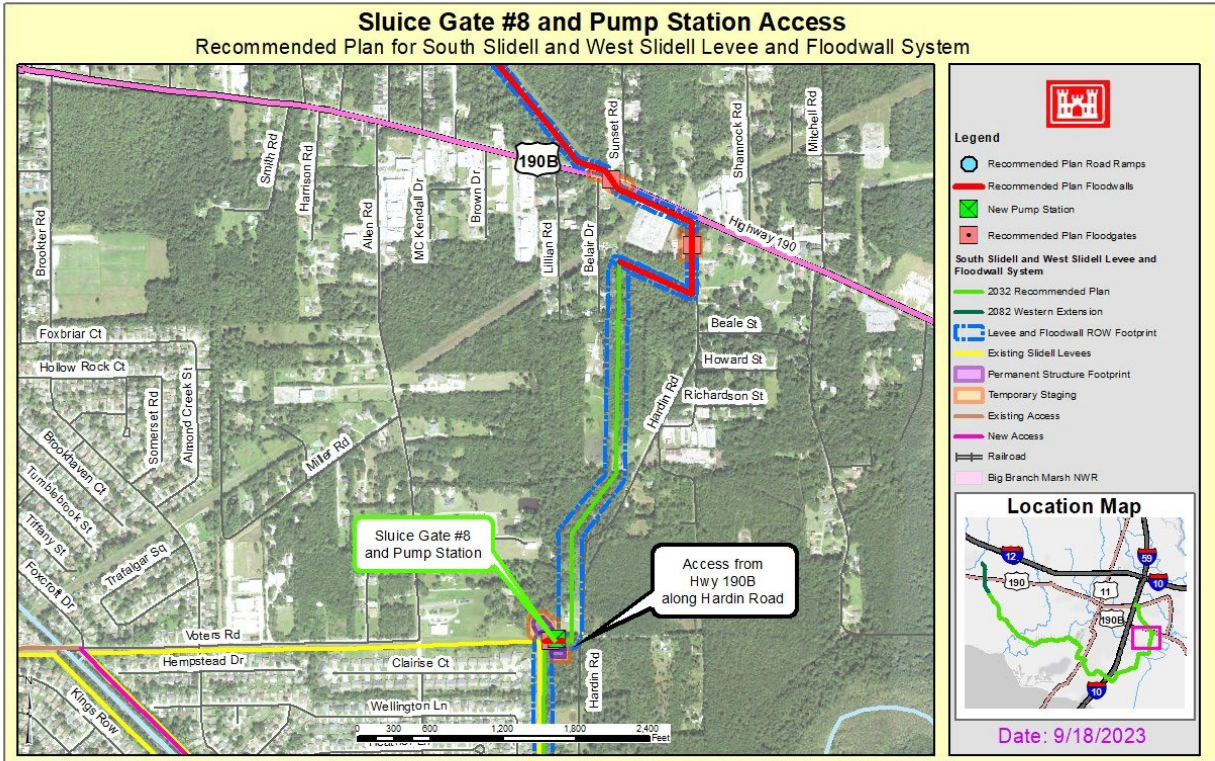 Sluice Gate #8 and Pump Station Access
Recommended Plan for South Slidell and West Slidell Levee and Floodwall System
Brookter Rd
Smith Rd
Harrison Rd
Allen Rd
MC Kendall Dr
Brown Dr
190B
Lillian Rd
Belair Dr
Sunset Rd
Shamrock Rd
Mitchell Rd
Highway 190
Foxbriar Ct
Hollow Rock Ct
Somerset Rd
Almond Creek St
Brookhaven Ct
Tumblebrook St
Tiffany St
Foxcroft Dr
Trafalgar Sq
Miller Rd
Beale St
Howard St
Richardson St
Hardin Rd
Sluice Gate #8
and Pump Station
Access from
Hwy 190B
along Hardin Road
Voters Rd
Hempstead Dr
Clairise Ct
Wellington Ln
Kings Row
Hardin Rd
0 300 600 1,200 1,800 2,400
Feet
Legend
Recommended Plan Road Ramps
Recommended Plan Floodwalls
New Pump Station
Recommended Plan Floodgates
South Slidell and West Slidell Levee and
Floodwall System
2032 Recommended Plan
2082 Western Extension
Levee and Floodwall ROW Footprint
Existing Slidell Levees
Permanent Structure Footprint
Temporary Staging
Existing Access
New Access
Railroad
Big Branch Marsh NWR
Location Map
12
59
190
11
10
190B
10
Date: 9/18/2023